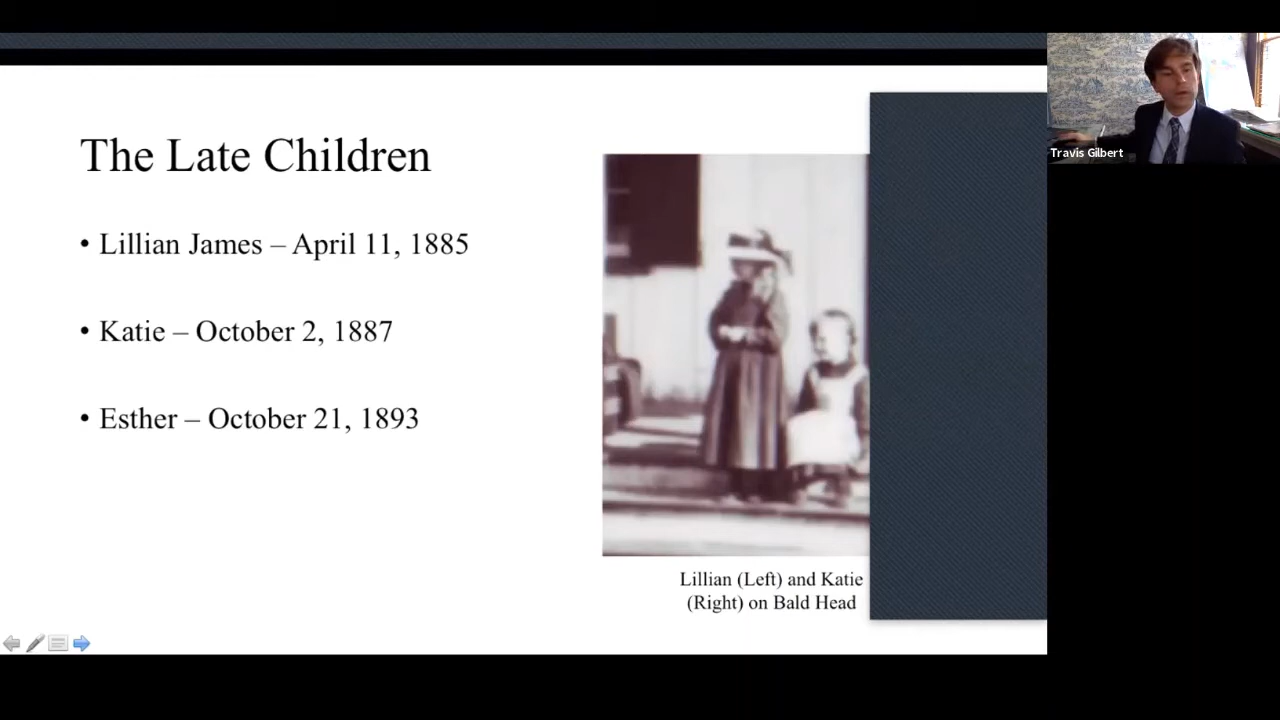 The Late Children
• Lillian James – April 11, 1885
• Katie – October 2, 1887
• Esther – October 21, 1893
Lillian (Left) and Katie
(Right) on Bald Head
Travis Gilbert